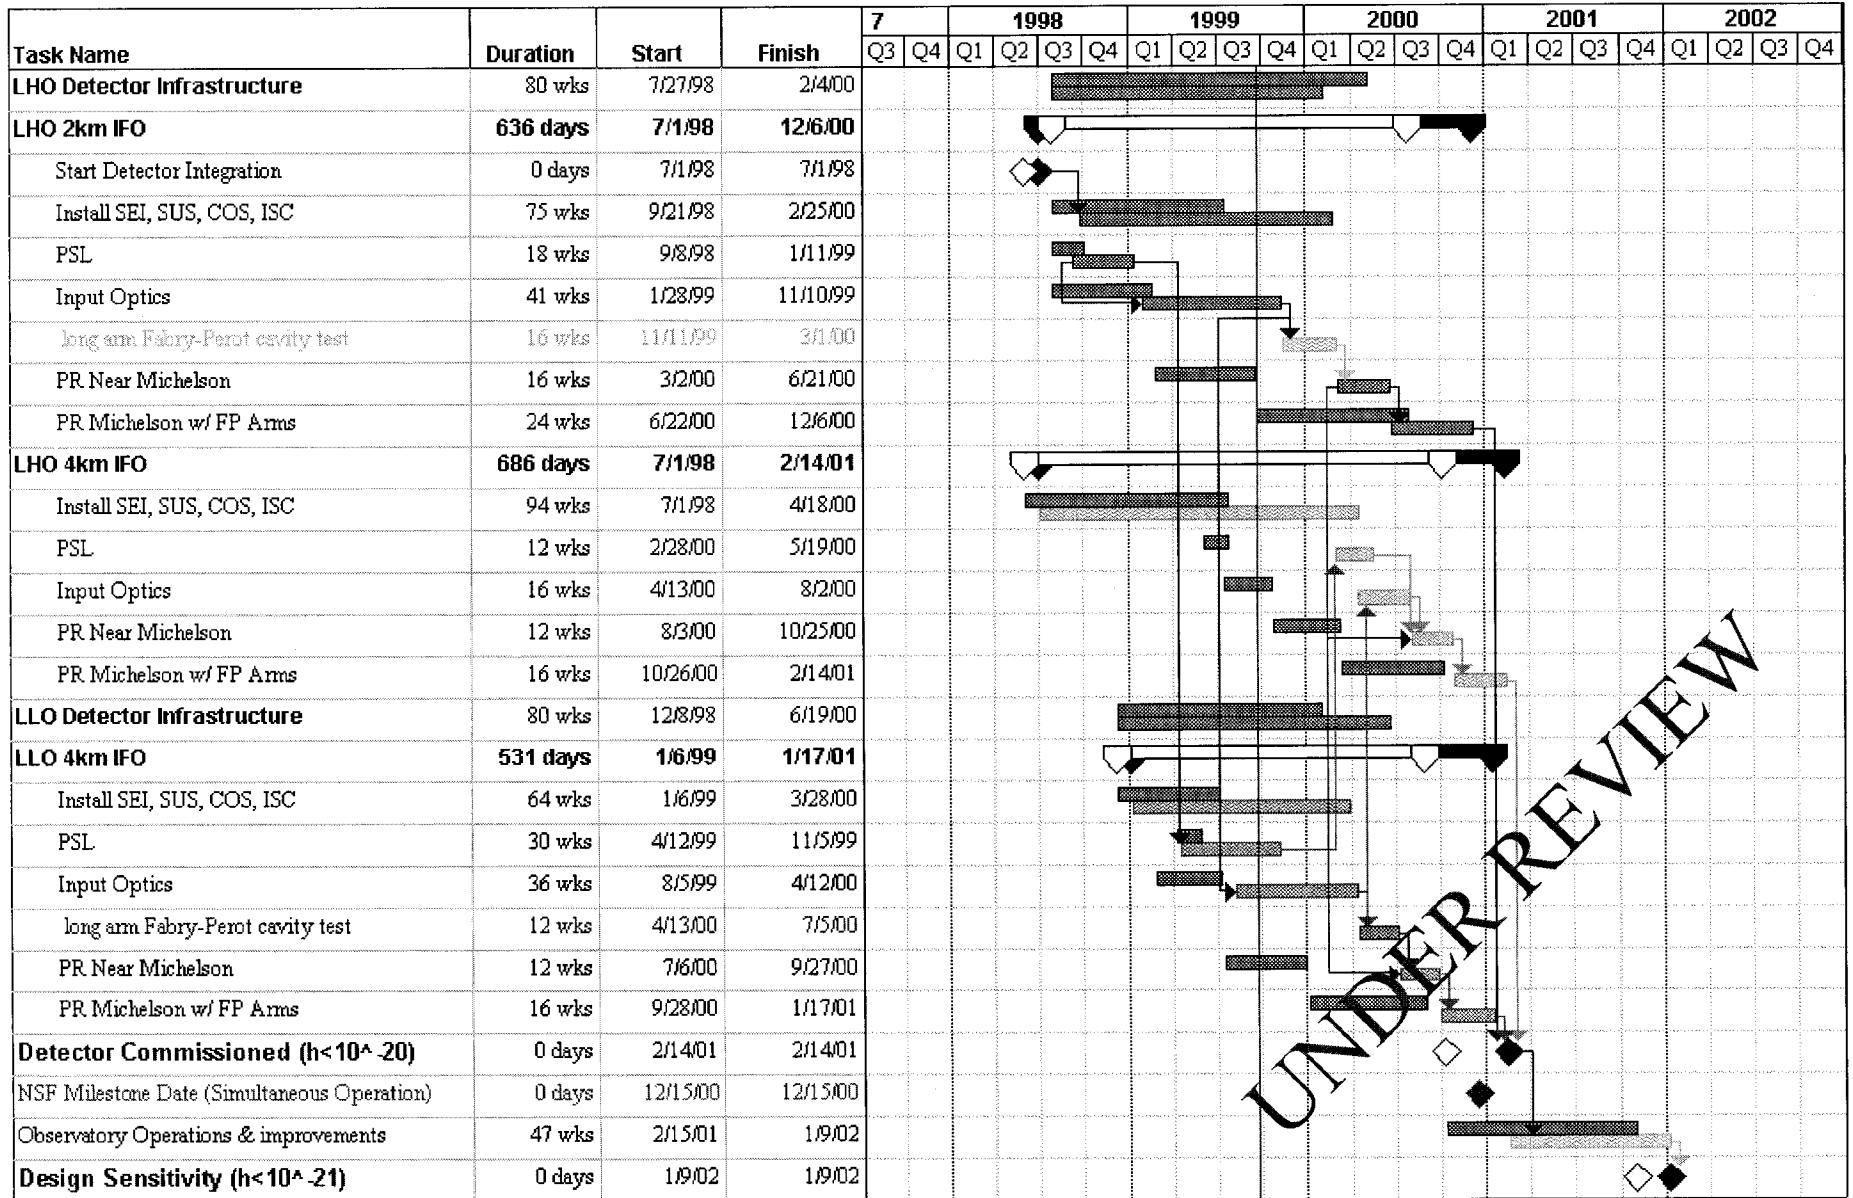 7 1998 1999 2000 2001 2002
Task Name Duration Start Finish Q3 Q4 Q1 Q2 Q3 Q4 Q1 Q2 Q3 Q4 Q1 Q2 Q3 Q4 Q1 Q2 Q3 Q4 Q1 Q2 Q3 Q4
LHO Detector Infrastructure 80 wks 7/27/98 2/4/00
LHO 2km IFO 636 days 7/1/98 12/6/00
Start Detector Integration 0 days 7/1/98 7/1/98
Install SEI, SUS, COS, ISC 75 wks 9/21/98 2/25/00
PSL 18 wks 9/8/98 1/11/99
Input Optics 41 wks 1/28/99 11/10/99
long arm Fabry-Perot cavity test 16 wks 11/11/99 3/1/00
PR Near Michelson 16 wks 3/2/00 6/21/00
PR Michelson w/ FP Arms 24 wks 6/22/00 12/6/00
LHO 4km IFO 686 days 7/1/98 2/14/01
Install SEI, SUS, COS, ISC 94 wks 7/1/98 4/18/00
PSL 12 wks 2/28/00 5/19/00
Input Optics 16 wks 4/13/00 8/2/00
PR Near Michelson 12 wks 8/3/00 10/25/00
PR Michelson w/ FP Arms 16 wks 10/26/00 2/14/01
LLO Detector Infrastructure 80 wks 12/8/98 6/19/00
LLO 4km IFO 531 days 1/6/99 1/17/01
Install SEI, SUS, COS, ISC 64 wks 1/6/99 3/28/00
PSL 30 wks 4/12/99 11/5/99
Input Optics 36 wks 8/5/99 4/12/00
long arm Fabry-Perot cavity test 12 wks 4/13/00 7/5/00
PR Near Michelson 12 wks 7/6/00 9/27/00
PR Michelson w/ FP Arms 16 wks 9/28/00 1/17/01
Detector Commissioned (h<10^ -20) 0 days 2/14/01 2/14/01
NSF Milestone Date (Simultaneous Operation) 0 days 12/15/00 12/15/00
Observatory Operations & improvements 47 wks 2/15/01 1/9/02
Design Sensitivity (h<10^ -21) 0 days 1/9/02 1/9/02
UNDER REVIEW